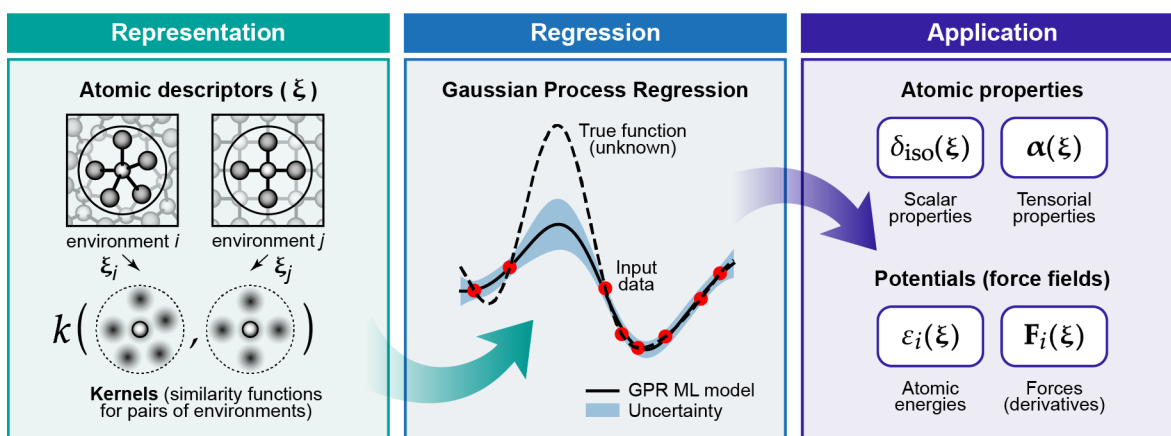 Representation
Atomic descriptors ( ξ )
environment i
environment j
ξi
ξj
k( , )
Kernels (similarity functions
for pairs of environments)
Regression
Gaussian Process Regression
True function
(unknown)
Input
data
GPR ML model
Uncertainty
Application
Atomic properties
δiso(ξ)
α(ξ)
Scalar
properties
Tensorial
properties
Potentials (force fields)
εi(ξ)
Fi(ξ)
Atomic
energies
Forces
(derivatives)